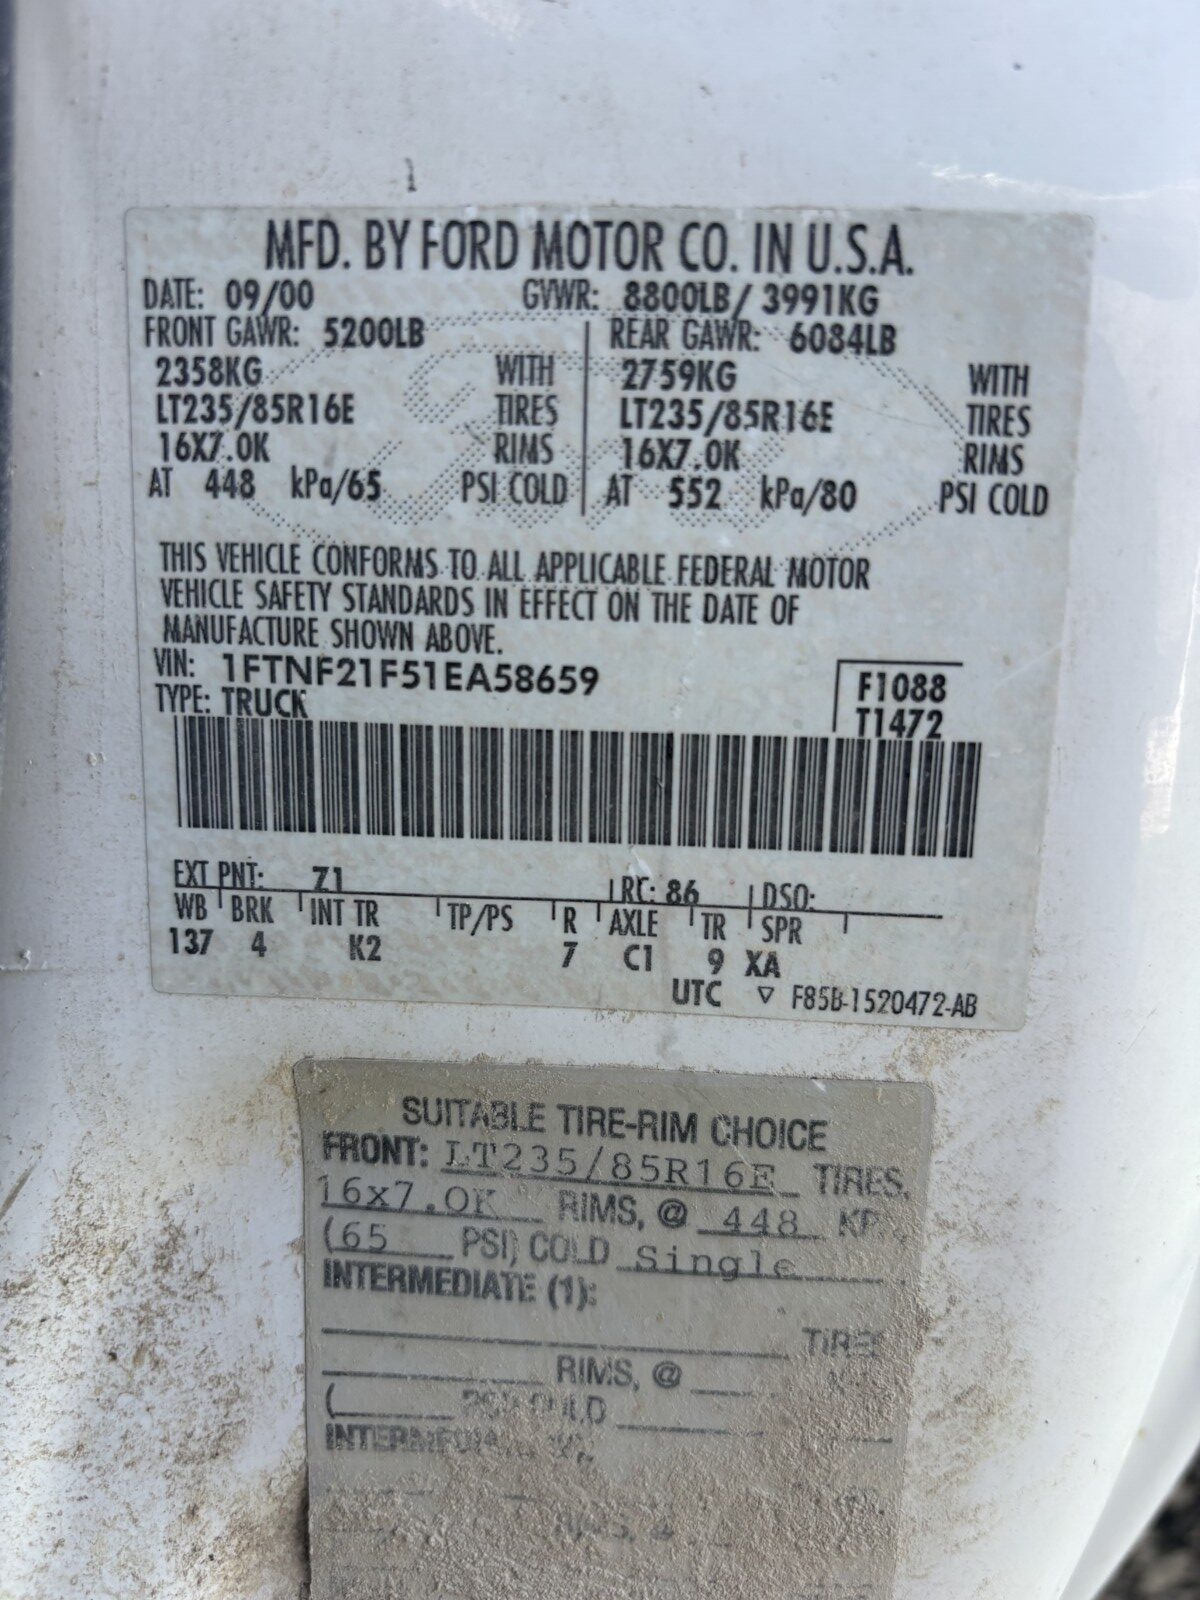 MFD. BY FORD MOTOR CO. IN U.S.A.
DATE: 09/00 GVWR: 8800LB/ 3991KG
FRONT GAWR: 5200LB REAR GAWR: 6084LB
2358KG WITH 2759KG WITH
LT235/85R16E TIRES LT235/85R16E TIRES
16X7.0K RIMS 16X7.0K RIMS
AT 448 kPa/65 PSI COLD AT 552 kPa/80 PSI COLD
THIS VEHICLE CONFORMS TO ALL APPLICABLE FEDERAL MOTOR
VEHICLE SAFETY STANDARDS IN EFFECT ON THE DATE OF
MANUFACTURE SHOWN ABOVE.
VIN: 1FTNF21F51EA58659 F1088
TYPE: TRUCK T1472
EXT PNT: Z1 RC: 86 DSO:
WB BRK INT TR TP/PS R AXLE TR SPR
137 4 K2 7 C1 9 XA
UTC ▽ F85B-1520472-AB
SUITABLE TIRE-RIM CHOICE
FRONT: LT235/85R16E TIRES,
16x7.0K RIMS, @ 448
(65 PSI) COLD Single
INTERMEDIATE (1):
TIRES
RIMS, @
( PSI COLD